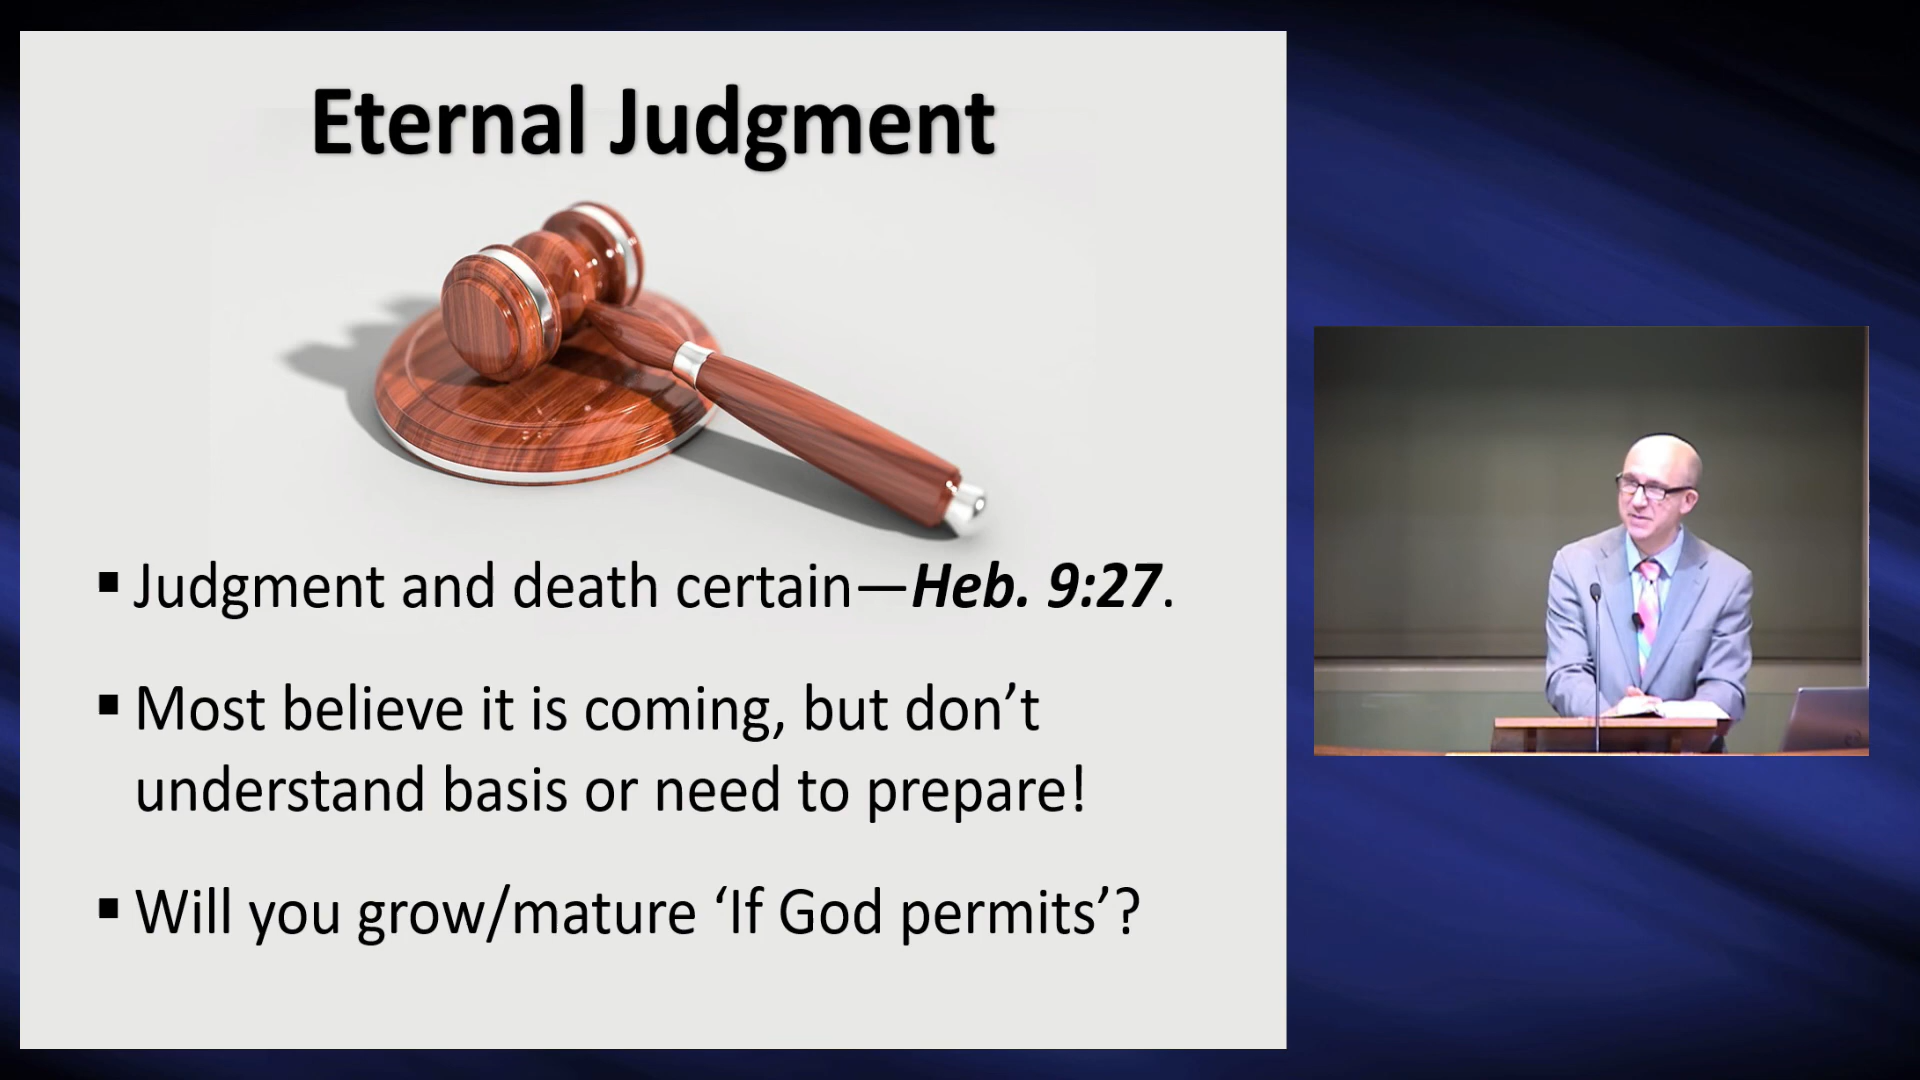 Eternal Judgment
▪ Judgment and death certain—Heb. 9:27.
▪ Most believe it is coming, but don’t
understand basis or need to prepare!
▪ Will you grow/mature ‘If God permits’?